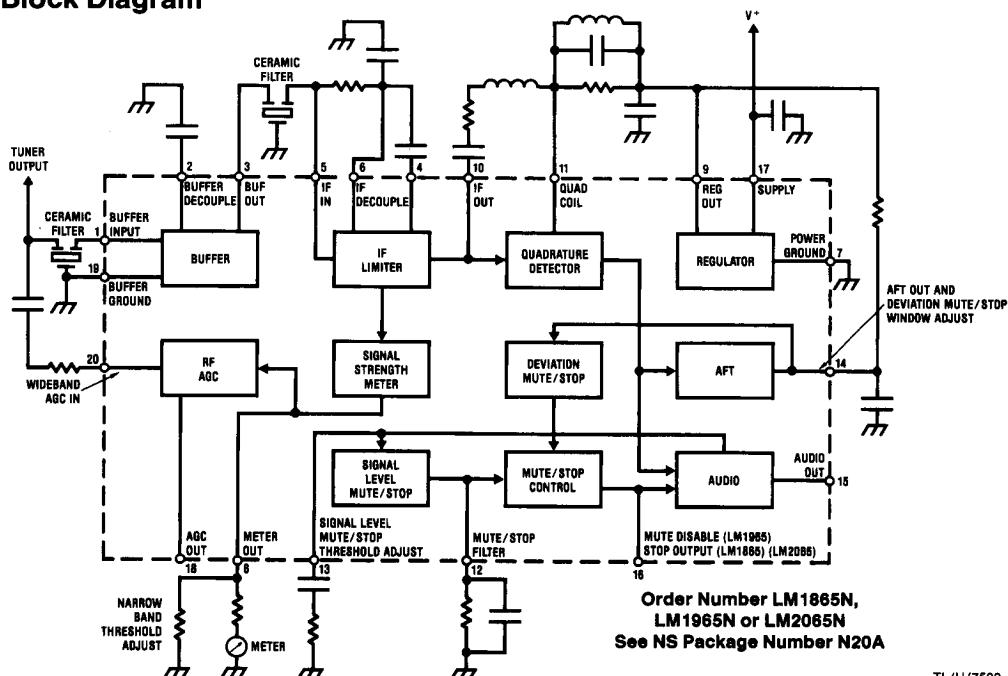 Block Diagram
V+
CERAMIC
FILTER
TUNER
OUTPUT
2
BUFFER
DECOUPLE
3
BUF
OUT
5
IF
IN
6
IF
DECOUPLE
4
10
IF
OUT
11
QUAD
COIL
9
REG
OUT
17
SUPPLY
CERAMIC
FILTER
1
BUFFER
INPUT
19
BUFFER
GROUND
BUFFER
IF
LIMITER
QUADRATURE
DETECTOR
REGULATOR
POWER
GROUND
7
AFT OUT AND
DEVIATION MUTE/STOP
WINDOW ADJUST
20
WIDEBAND
AGC IN
RF
AGC
SIGNAL
STRENGTH
METER
DEVIATION
MUTE/STOP
AFT
14
SIGNAL
LEVEL
MUTE/STOP
MUTE/STOP
CONTROL
AUDIO
AUDIO
OUT
15
AGC
OUT
18
METER
OUT
8
SIGNAL LEVEL
MUTE/STOP
THRESHOLD ADJUST
13
MUTE/STOP
FILTER
12
MUTE DISABLE (LM1965)
STOP OUTPUT (LM1865) (LM2065)
16
NARROW
BAND
THRESHOLD
ADJUST
METER
Order Number LM1865N,
LM1965N or LM2065N
See NS Package Number N20A